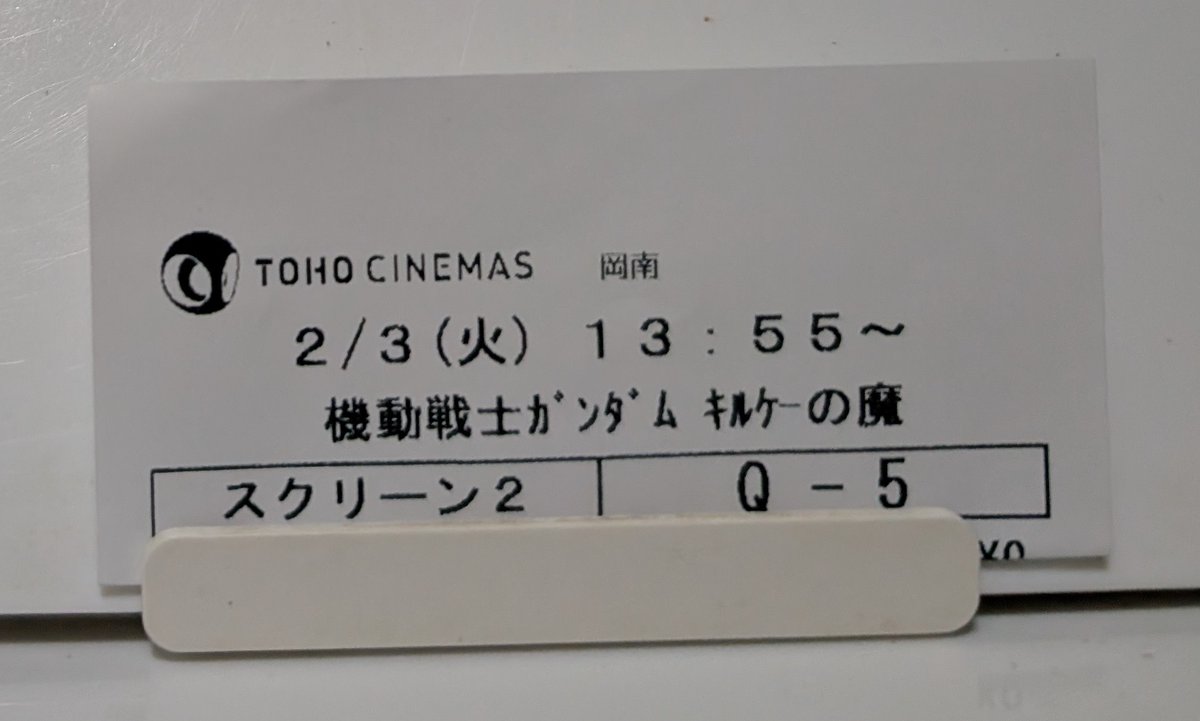 TOHO CINEMAS 岡南
2/3(火) 13:55~
機動戦士ガンダム キルケーの魔
スクリーン2 Q-5
¥0